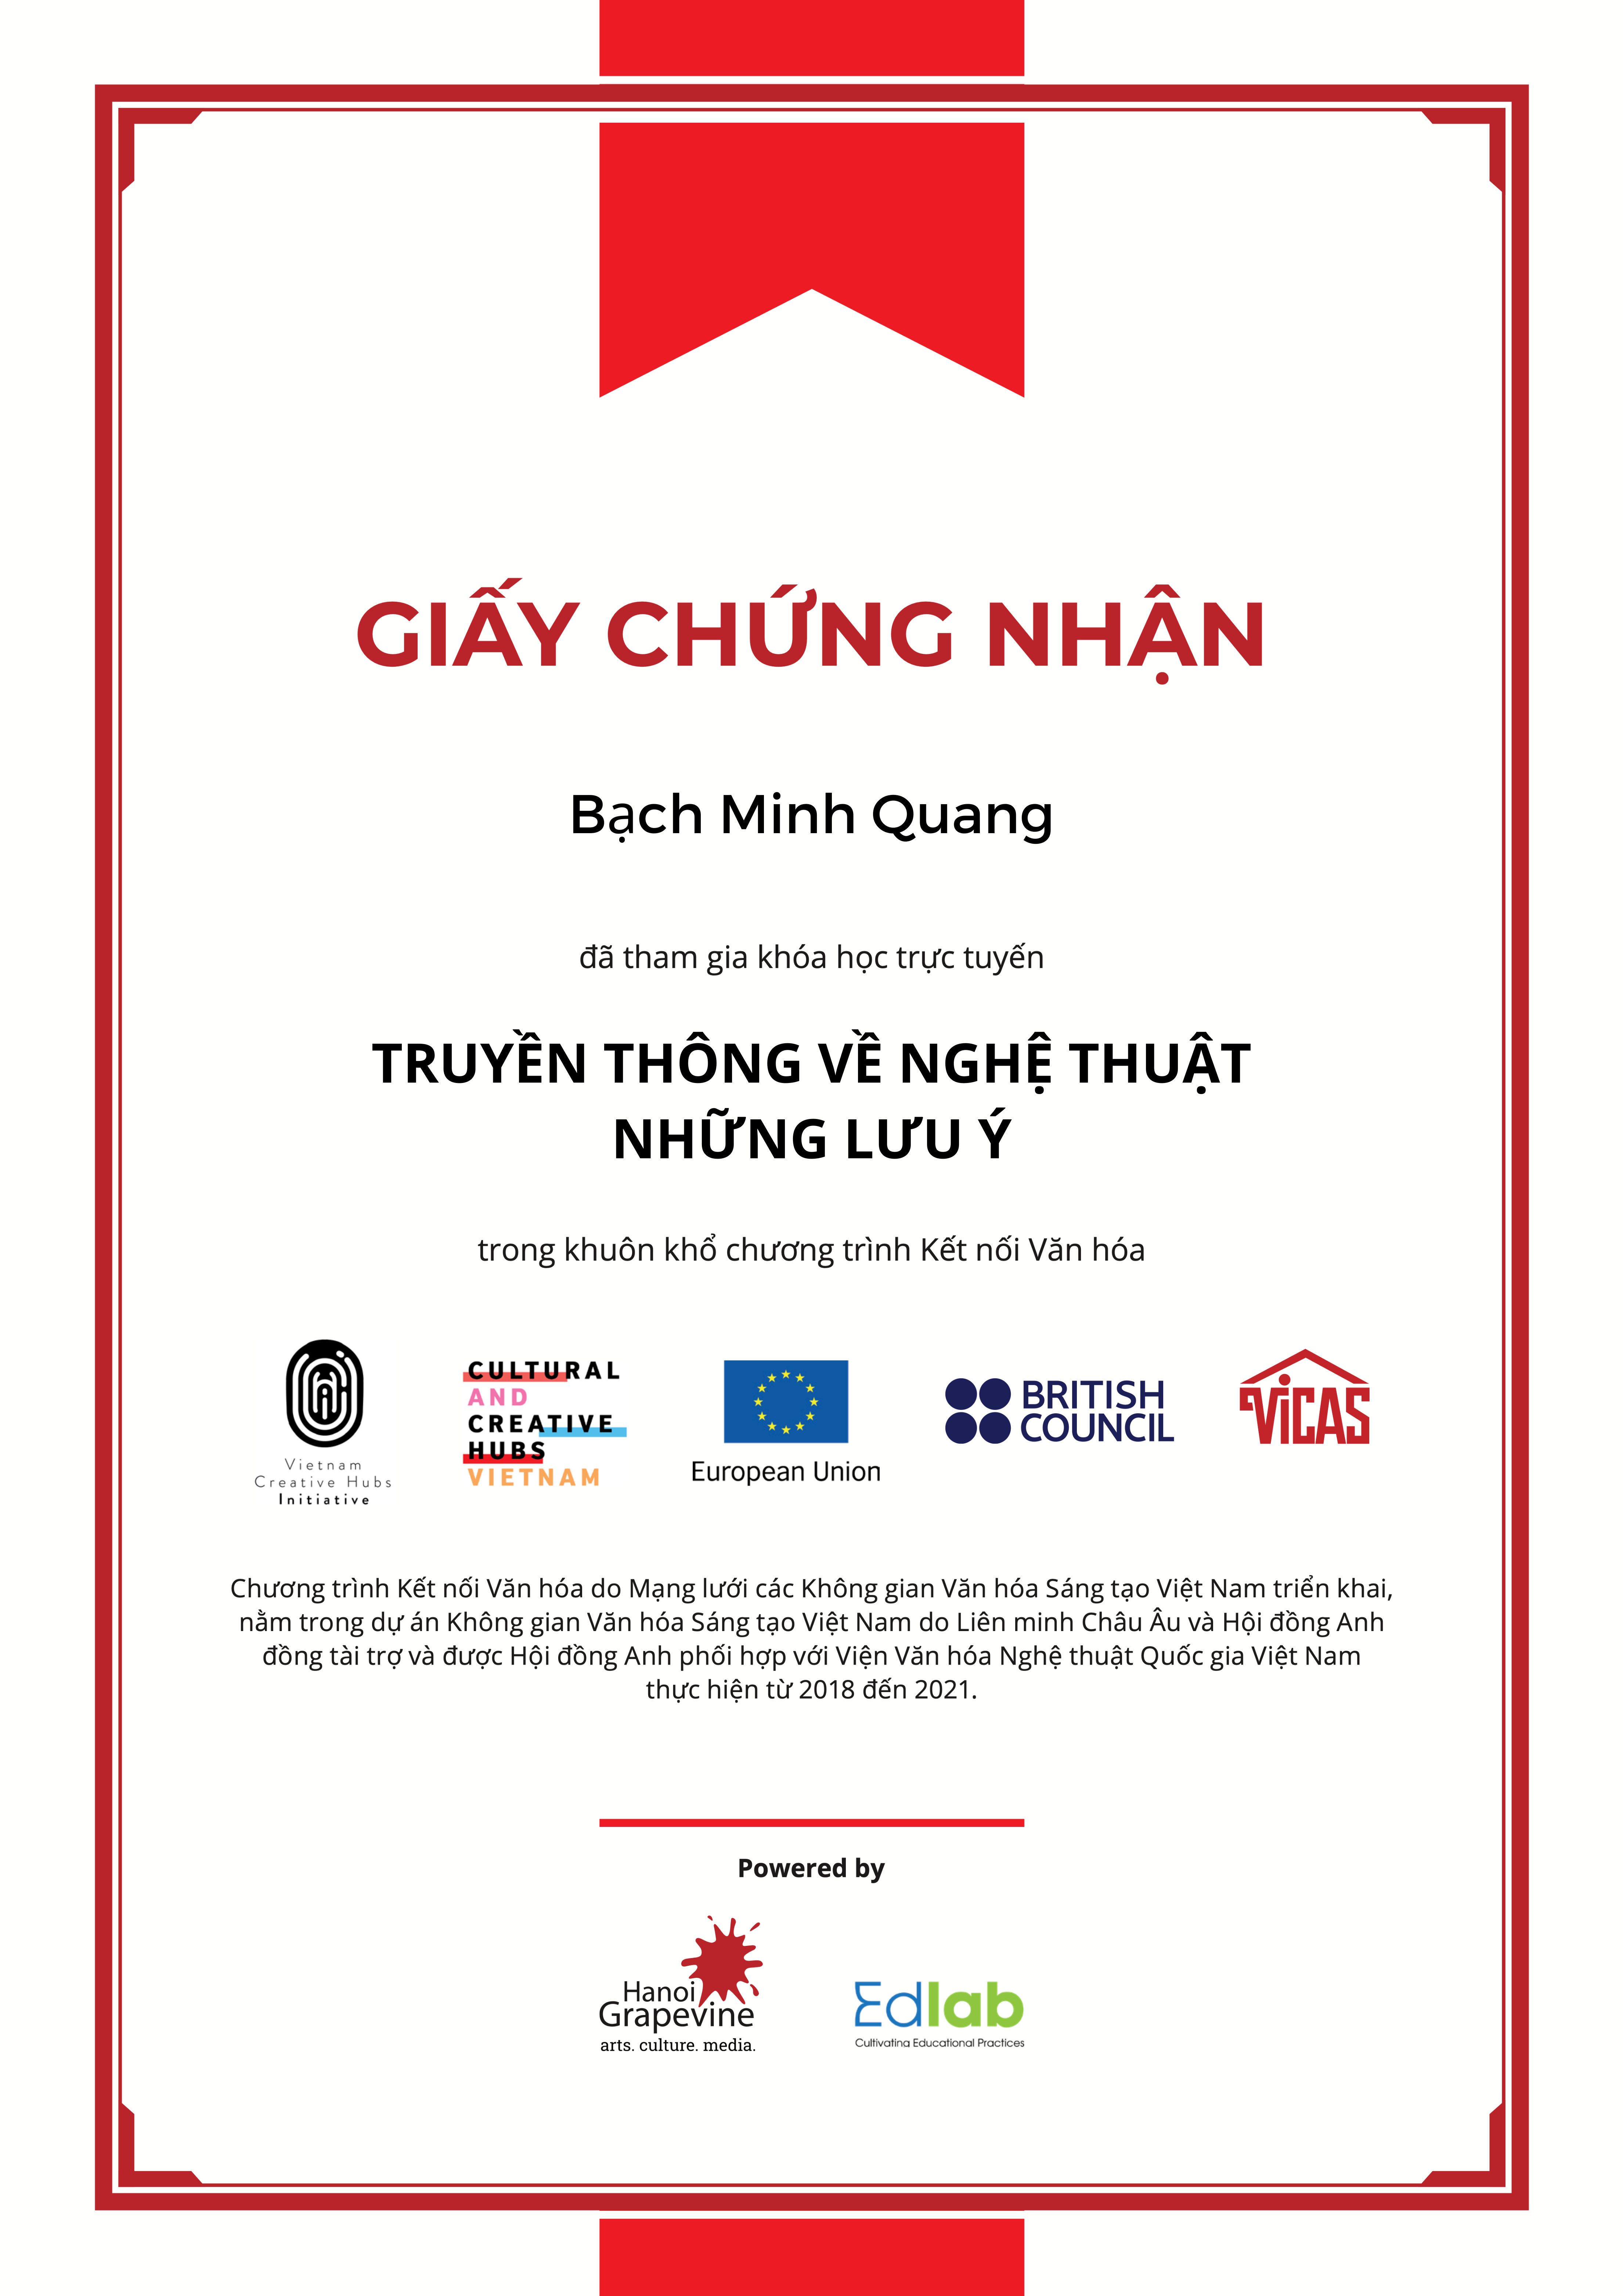 GIẤY CHỨNG NHẬN
Bạch Minh Quang
đã tham gia khóa học trực tuyến
TRUYỀN THÔNG VỀ NGHỆ THUẬT
NHỮNG LƯU Ý
trong khuôn khổ chương trình Kết nối Văn hóa
Vietnam
Creative Hubs
Initiative
CULTURAL
AND
CREATIVE
HUBS
VIETNAM
European Union
BRITISH
COUNCIL
VICAS
Chương trình Kết nối Văn hóa do Mạng lưới các Không gian Văn hóa Sáng tạo Việt Nam triển khai,
nằm trong dự án Không gian Văn hóa Sáng tạo Việt Nam do Liên minh Châu Âu và Hội đồng Anh
đồng tài trợ và được Hội đồng Anh phối hợp với Viện Văn hóa Nghệ thuật Quốc gia Việt Nam
thực hiện từ 2018 đến 2021.
Powered by
Hanoi
Grapevine
arts. culture. media.
Edlab
Cultivating Educational Practices